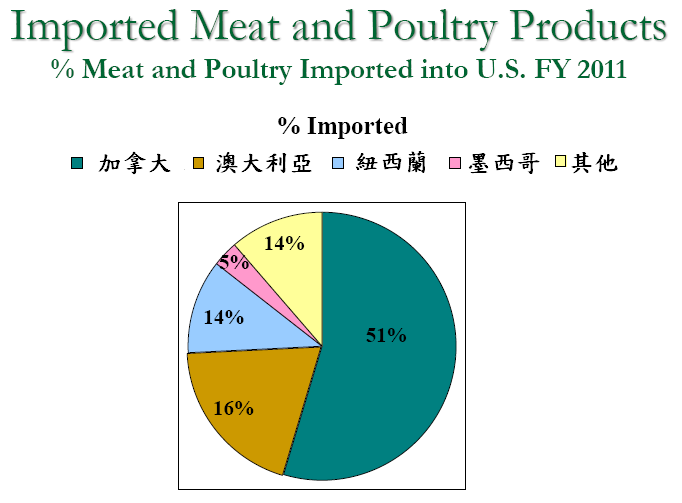 Imported Meat and Poultry Products
% Meat and Poultry Imported into U.S. FY 2011
% Imported
加拿大 澳大利亞 紐西蘭 墨西哥 其他
14%
5%
14%
51%
16%